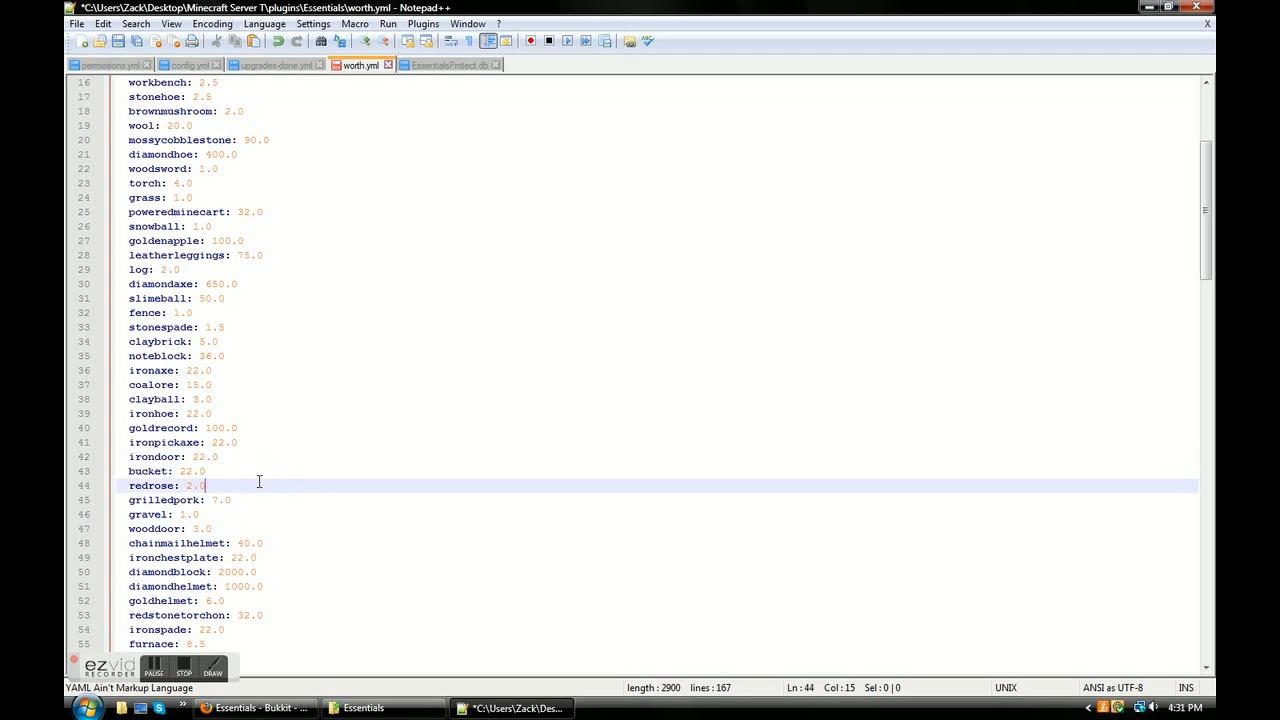 *C:\Users\Zack\Desktop\Minecraft Server T\plugins\Essentials\worth.yml - Notepad++
File Edit Search View Encoding Language Settings Macro Run Plugins Window ? X
permissions.yml config.yml upgrades-done.yml worth.yml EssentialsProtect.db
16 workbench: 2.5
17 stonehoe: 2.5
18 brownmushroom: 2.0
19 wool: 20.0
20 mossycobblestone: 90.0
21 diamondhoe: 400.0
22 woodsword: 1.0
23 torch: 4.0
24 grass: 1.0
25 poweredminecart: 32.0
26 snowball: 1.0
27 goldenapple: 100.0
28 leatherleggings: 75.0
29 log: 2.0
30 diamondaxe: 650.0
31 slimeball: 50.0
32 fence: 1.0
33 stonespade: 1.5
34 claybrick: 5.0
35 noteblock: 36.0
36 ironaxe: 22.0
37 coalore: 15.0
38 clayball: 3.0
39 ironhoe: 22.0
40 goldrecord: 100.0
41 ironpickaxe: 22.0
42 irondoor: 22.0
43 bucket: 22.0
44 redrose: 2.0
45 grilledpork: 7.0
46 gravel: 1.0
47 wooddoor: 3.0
48 chainmailhelmet: 40.0
49 ironchestplate: 22.0
50 diamondblock: 2000.0
51 diamondhelmet: 1000.0
52 goldhelmet: 6.0
53 redstonetorchon: 32.0
54 ironspade: 22.0
55 furnace: 8.5
ezvid RECORDER PAUSE STOP DRAW
YAML Ain't Markup Language length : 2900 lines : 167 Ln : 44 Col : 15 Sel : 0 | 0 UNIX ANSI as UTF-8 INS
Essentials - Bukkit - ... Essentials *C:\Users\Zack\Des... 4:31 PM